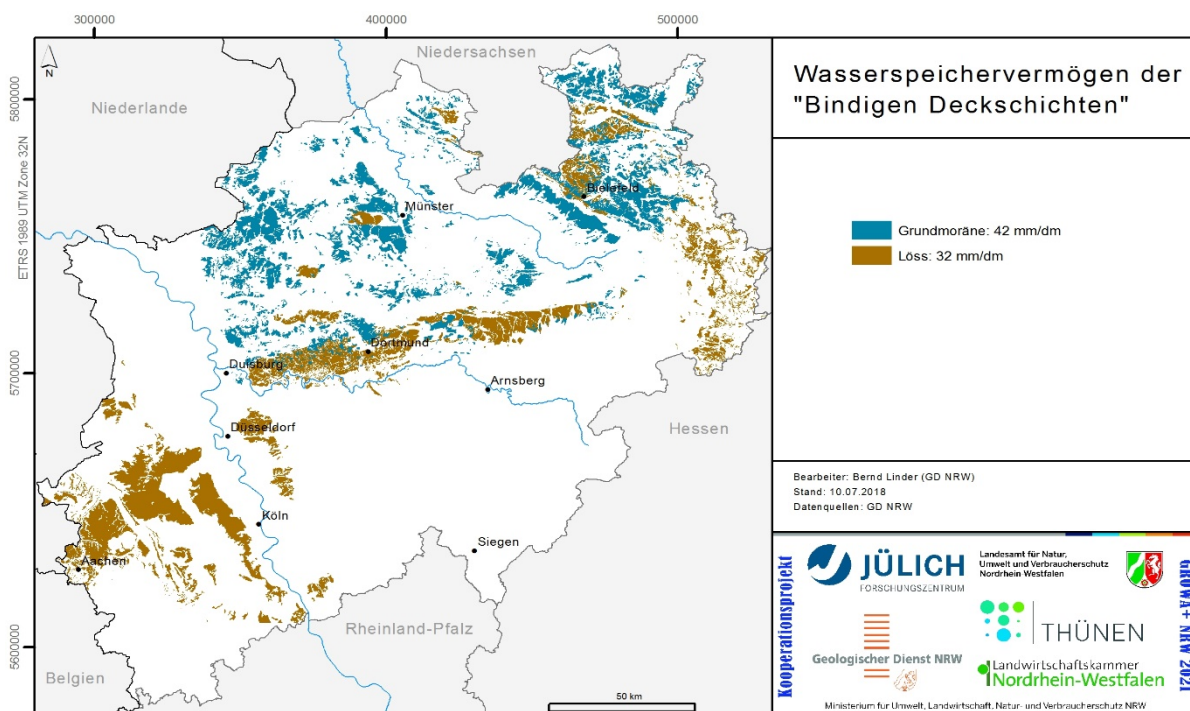 300000
400000
500000
5800000
5700000
5600000
ETRS 1989 UTM Zone 32N
N
Niederlande
Niedersachsen
Bielefeld
Münster
Dortmund
Duisburg
Arnsberg
Düsseldorf
Hessen
Köln
Siegen
Aachen
Rheinland-Pfalz
Belgien
50 km
Wasserspeichervermögen der
"Bindigen Deckschichten"
Grundmoräne: 42 mm/dm
Löss: 32 mm/dm
Bearbeiter: Bernd Linder (GD NRW)
Stand: 10.07.2018
Datenquellen: GD NRW
Kooperationsprojekt
JÜLICH
FORSCHUNGSZENTRUM
Landesamt für Natur,
Umwelt und Verbraucherschutz
Nordrhein Westfalen
THÜNEN
Geologischer Dienst NRW
Landwirtschaftskammer
Nordrhein-Westfalen
GROWA+ NRW 2021
Ministerium für Umwelt, Landwirtschaft, Natur- und Verbraucherschutz NRW